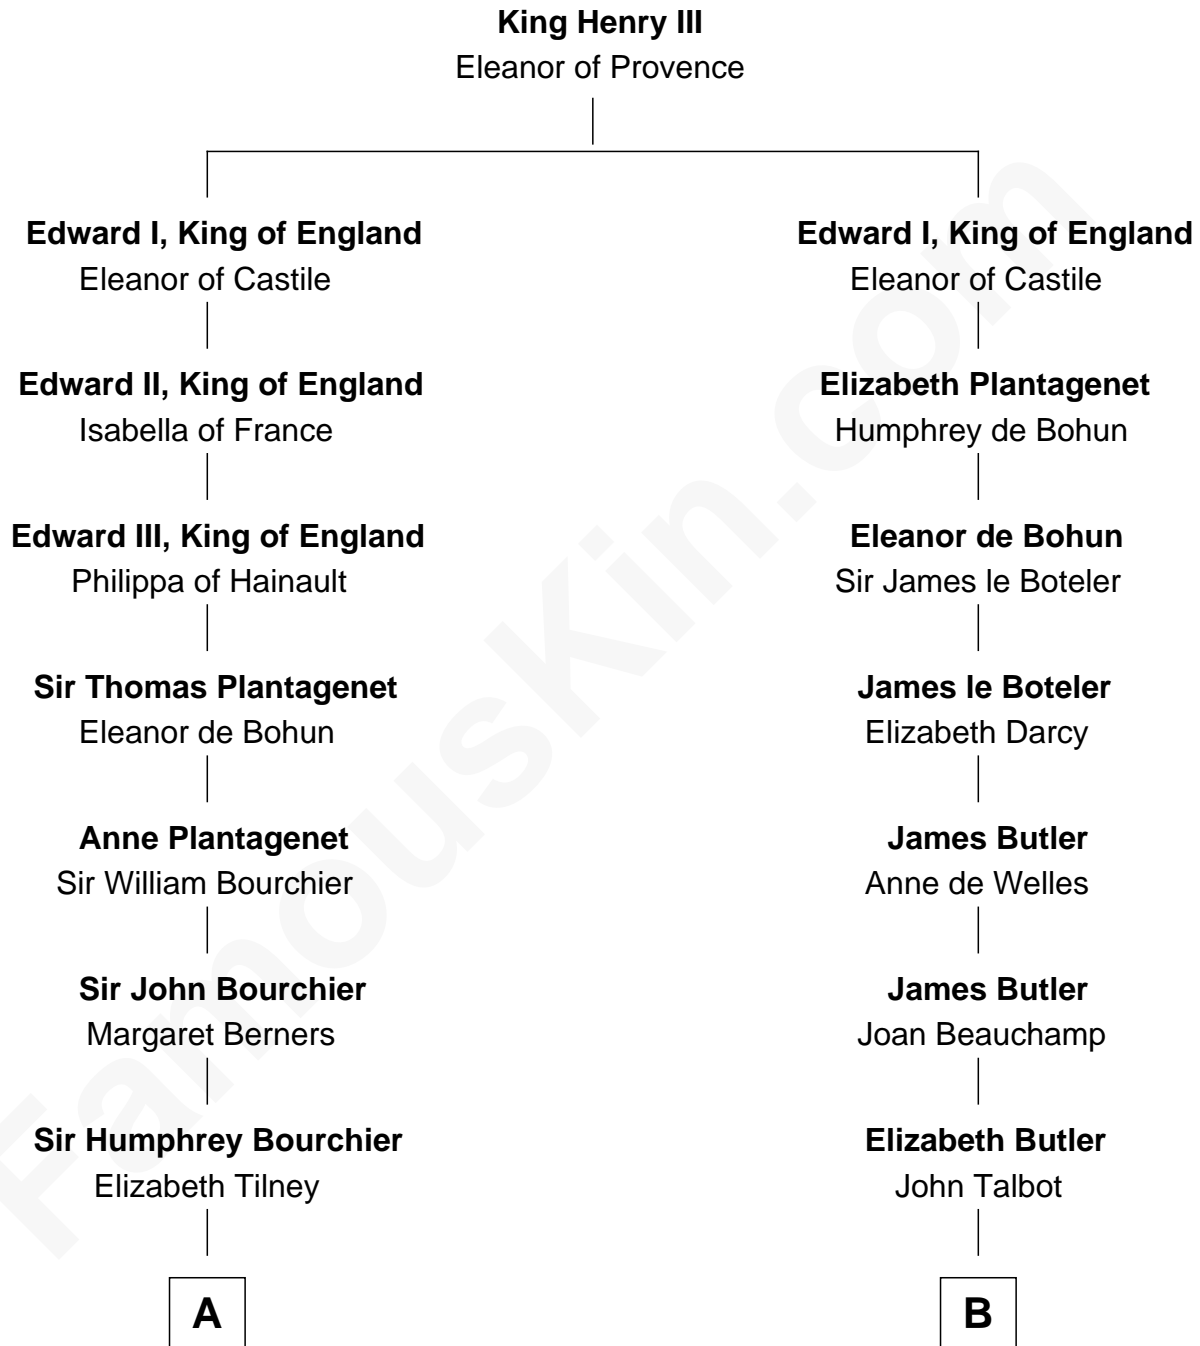 King Henry III
Eleanor of Provence
Edward I, King of England
Eleanor of Castile
Edward II, King of England
Isabella of France
Edward III, King of England
Philippa of Hainault
Sir Thomas Plantagenet
Eleanor de Bohun
Anne Plantagenet
Sir William Bourchier
Sir John Bourchier
Margaret Berners
Sir Humphrey Bourchier
Elizabeth Tilney
A
Edward I, King of England
Eleanor of Castile
Elizabeth Plantagenet
Humphrey de Bohun
Eleanor de Bohun
Sir James le Boteler
James le Boteler
Elizabeth Darcy
James Butler
Anne de Welles
James Butler
Joan Beauchamp
Elizabeth Butler
John Talbot
B
FamousKin.com